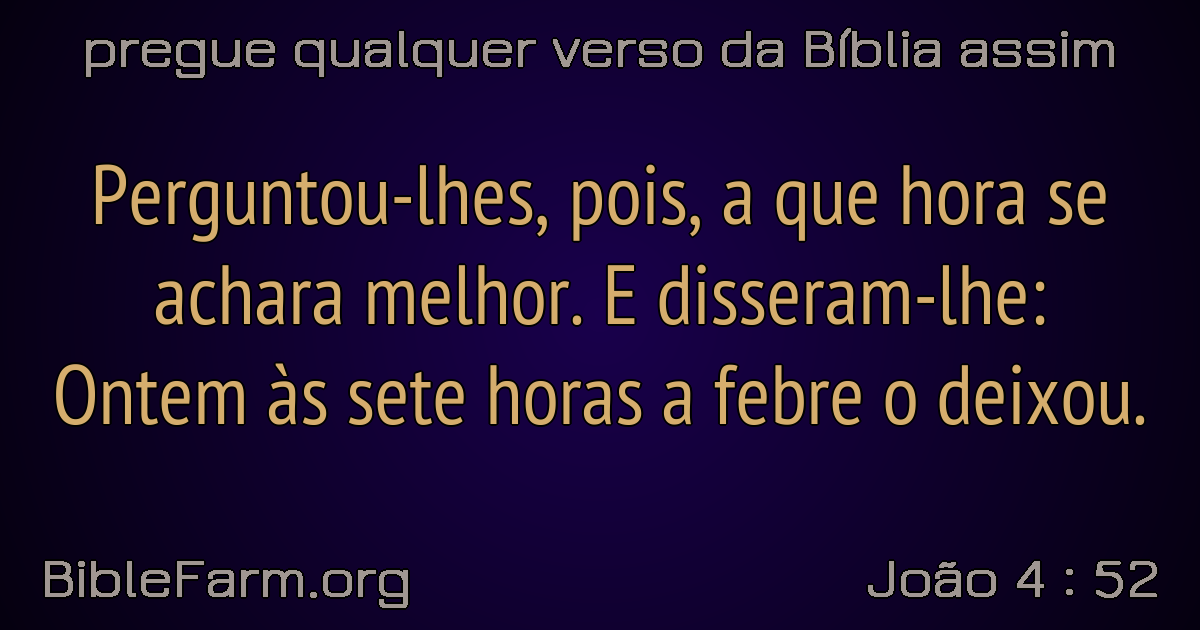 pregue qualquer verso da Bíblia assim
Perguntou-lhes, pois, a que hora se
achara melhor. E disseram-lhe:
Ontem às sete horas a febre o deixou.
BibleFarm.org
João 4 : 52